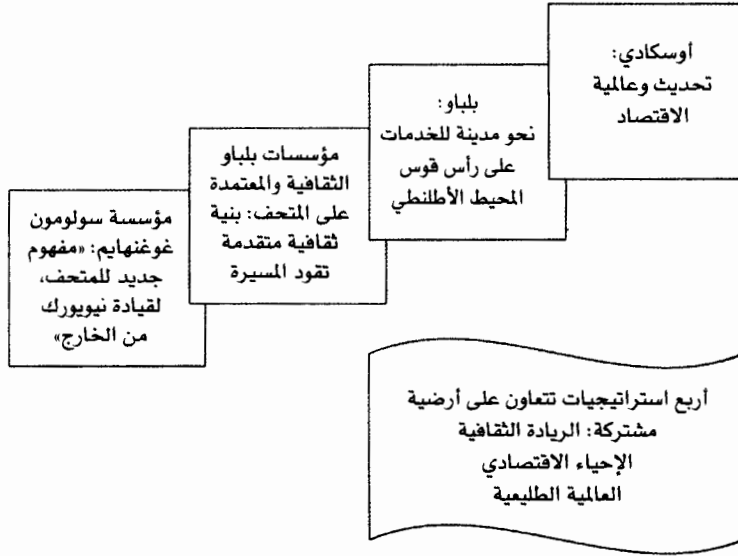 أوسكادي:
تحديث وعالمية
الاقتصاد
بلباو:
نحو مدينة للخدمات
على رأس قوس
المحيط الأطلنطي
مؤسسات بلباو
الثقافية والمعتمدة
على المتحف: بنية
ثقافية متقدمة
تقود المسيرة
مؤسسة سولومون
غوغنهايم: «مفهوم
جديد للمتحف،
لقيادة نيويورك
من الخارج»
أربع استراتيجيات تتعاون على أرضية
مشتركة: الريادة الثقافية
الإحياء الاقتصادي
العالمية الطليعية